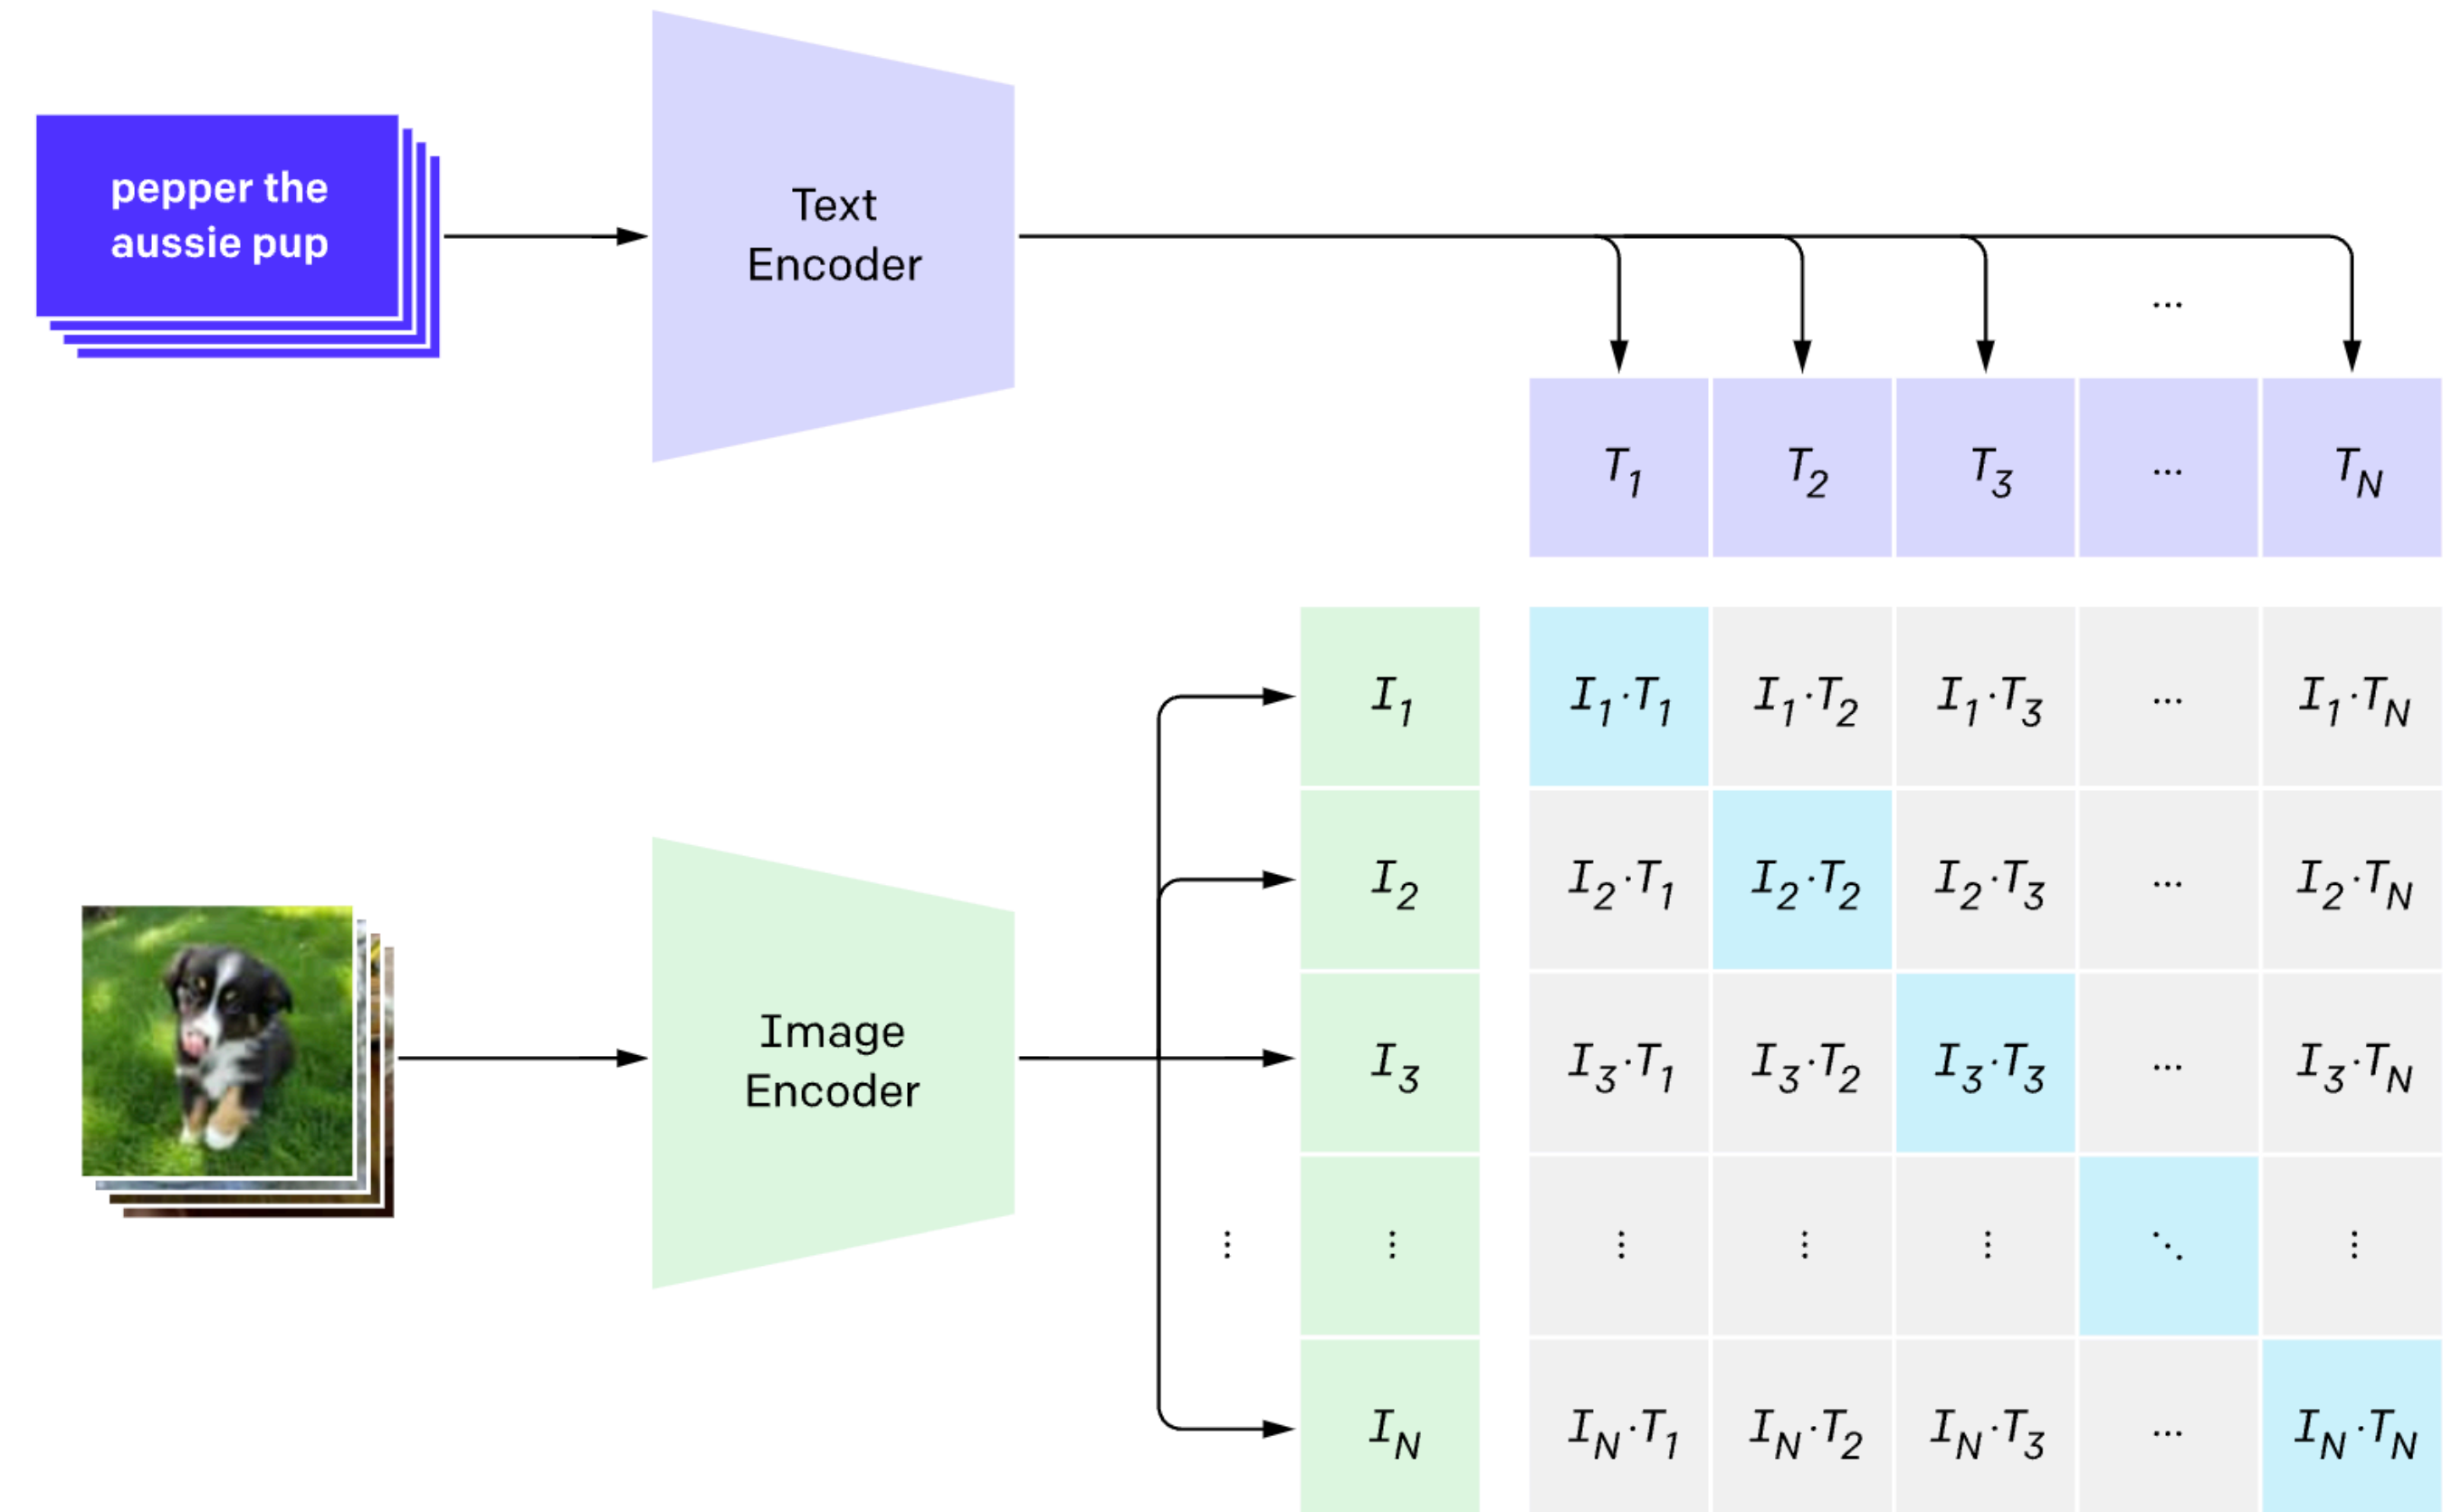 pepper the
aussie pup
Text
Encoder
...
T1 T2 T3 ... TN
I1 I1·T1 I1·T2 I1·T3 ... I1·TN
I2 I2·T1 I2·T2 I2·T3 ... I2·TN
Image
Encoder
I3 I3·T1 I3·T2 I3·T3 ... I3·TN
⋮ ⋮ ⋮ ⋮ ⋮ ⋱ ⋮
IN IN·T1 IN·T2 IN·T3 ... IN·TN